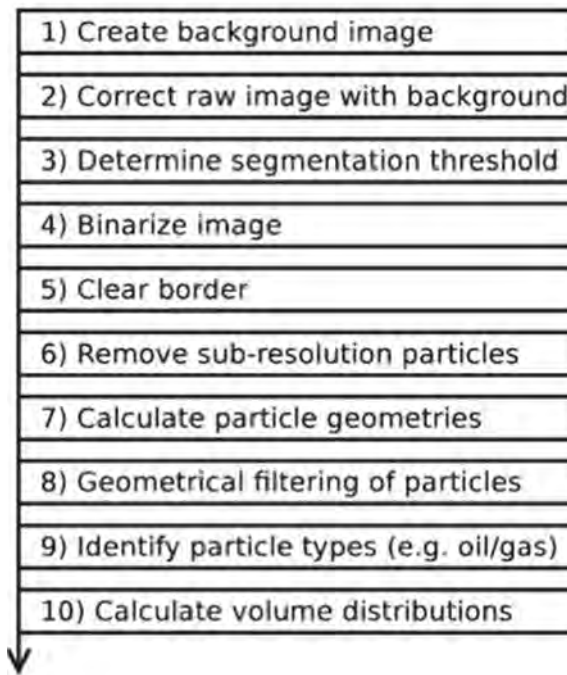 1) Create background image
2) Correct raw image with background
3) Determine segmentation threshold
4) Binarize image
5) Clear border
6) Remove sub-resolution particles
7) Calculate particle geometries
8) Geometrical filtering of particles
9) Identify particle types (e.g. oil/gas)
10) Calculate volume distributions